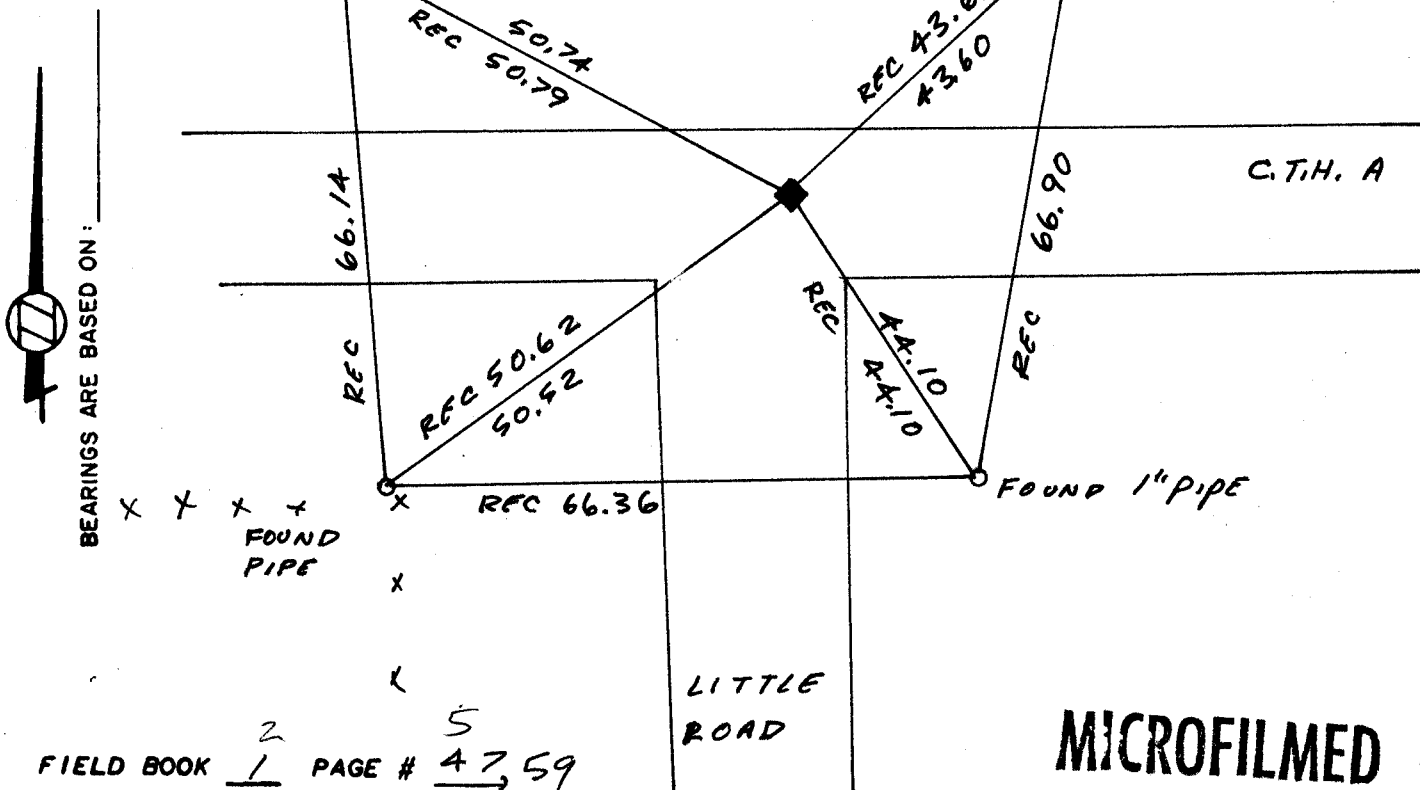 50.74
REC 50.79
REC 43.6
43.60
C.T.H. A
66.14
REC
66.90
REC
BEARINGS ARE BASED ON:
REC 50.62
50.52
REC
44.10
44.10
REC 66.36
FOUND 1" PIPE
x x x x x
FOUND
PIPE
x
x
LITTLE
ROAD
2 5
FIELD BOOK 1 PAGE # 47, 59
MICROFILMED